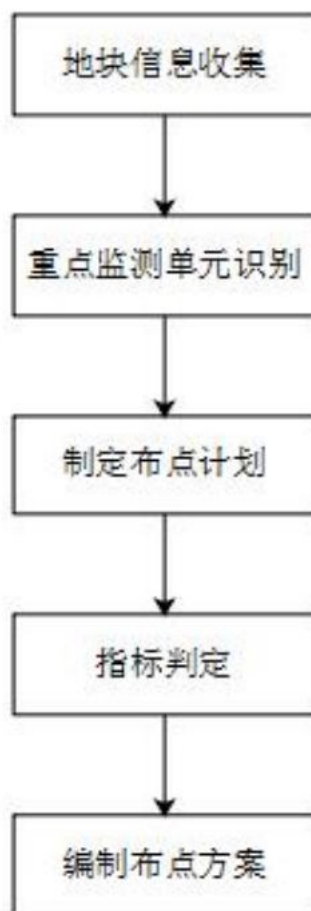 地块信息收集
重点监测单元识别
制定布点计划
指标判定
编制布点方案